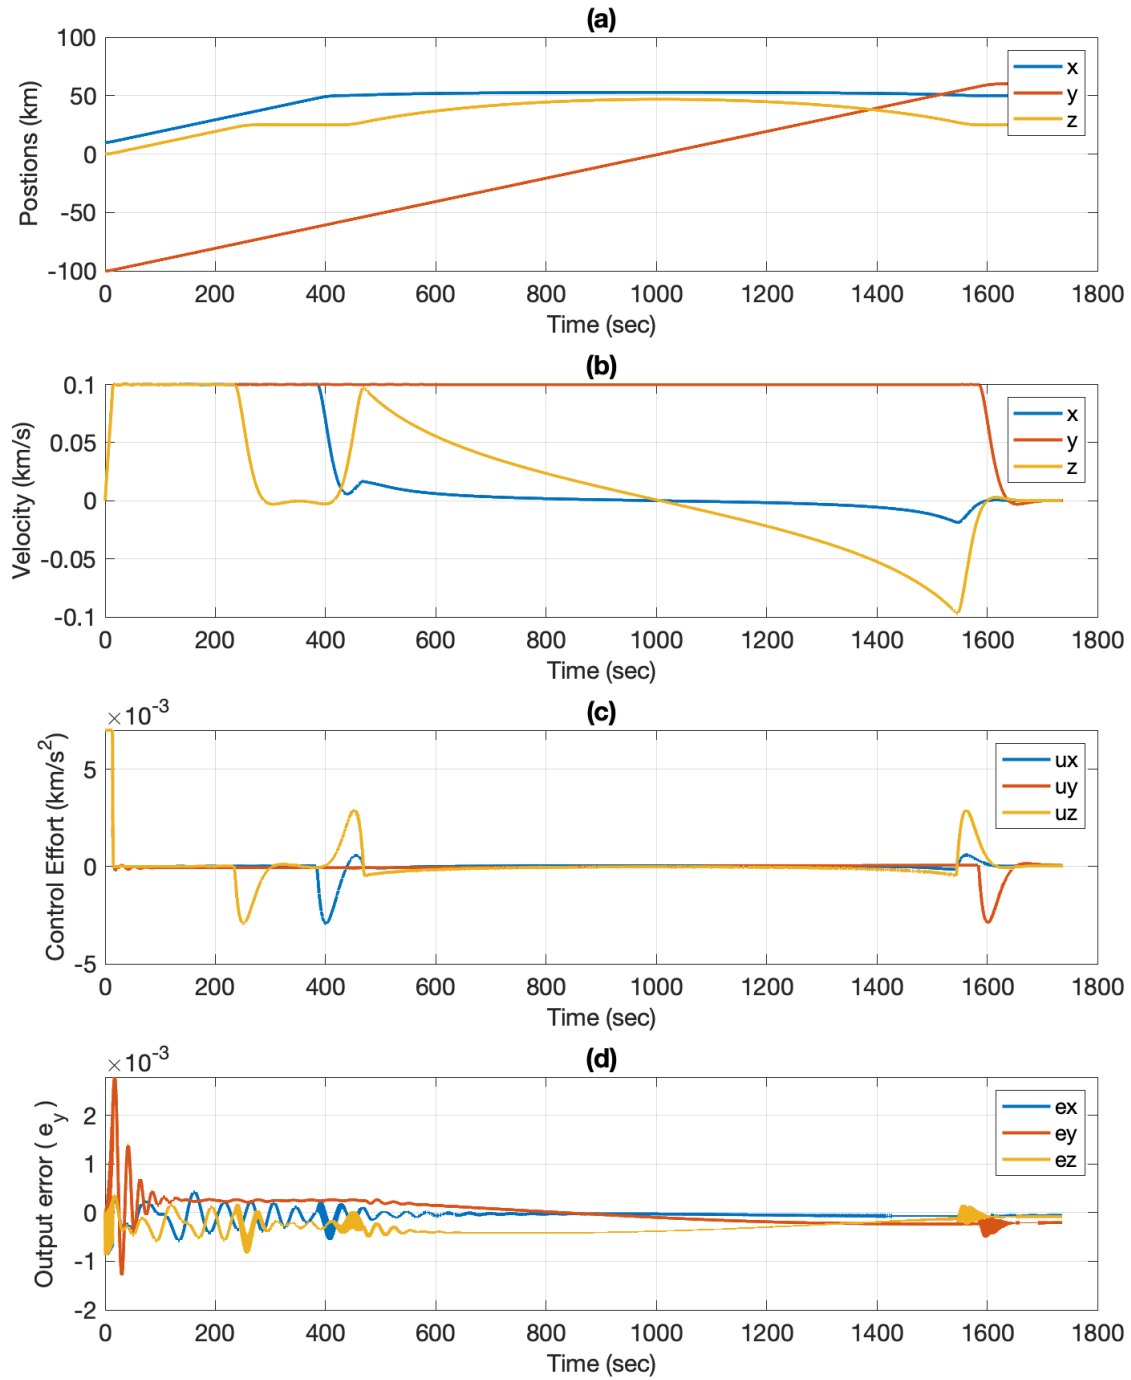 (a)
100
50
0
-50
-100
Postions (km)
x
y
z
0 200 400 600 800 1000 1200 1400 1600 1800
Time (sec)
(b)
0.1
0.05
0
-0.05
-0.1
Velocity (km/s)
x
y
z
0 200 400 600 800 1000 1200 1400 1600 1800
Time (sec)
(c)
×10⁻³
5
0
-5
Control Effort (km/s²)
ux
uy
uz
0 200 400 600 800 1000 1200 1400 1600 1800
Time (sec)
(d)
×10⁻³
2
1
0
-1
-2
Output error ( e_y )
ex
ey
ez
0 200 400 600 800 1000 1200 1400 1600 1800
Time (sec)